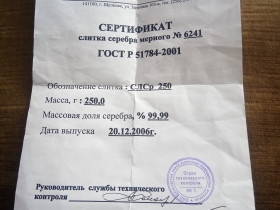 СЕРТИФИКАТ
слитка серебра мерного № 6241
ГОСТ Р 51784-2001
Обозначение слитка : СЛСр 250
Масса, г : 250,0
Массовая доля серебра, % 99,99
Дата выпуска 20.12.2006г.
Руководитель службы технического
контроля